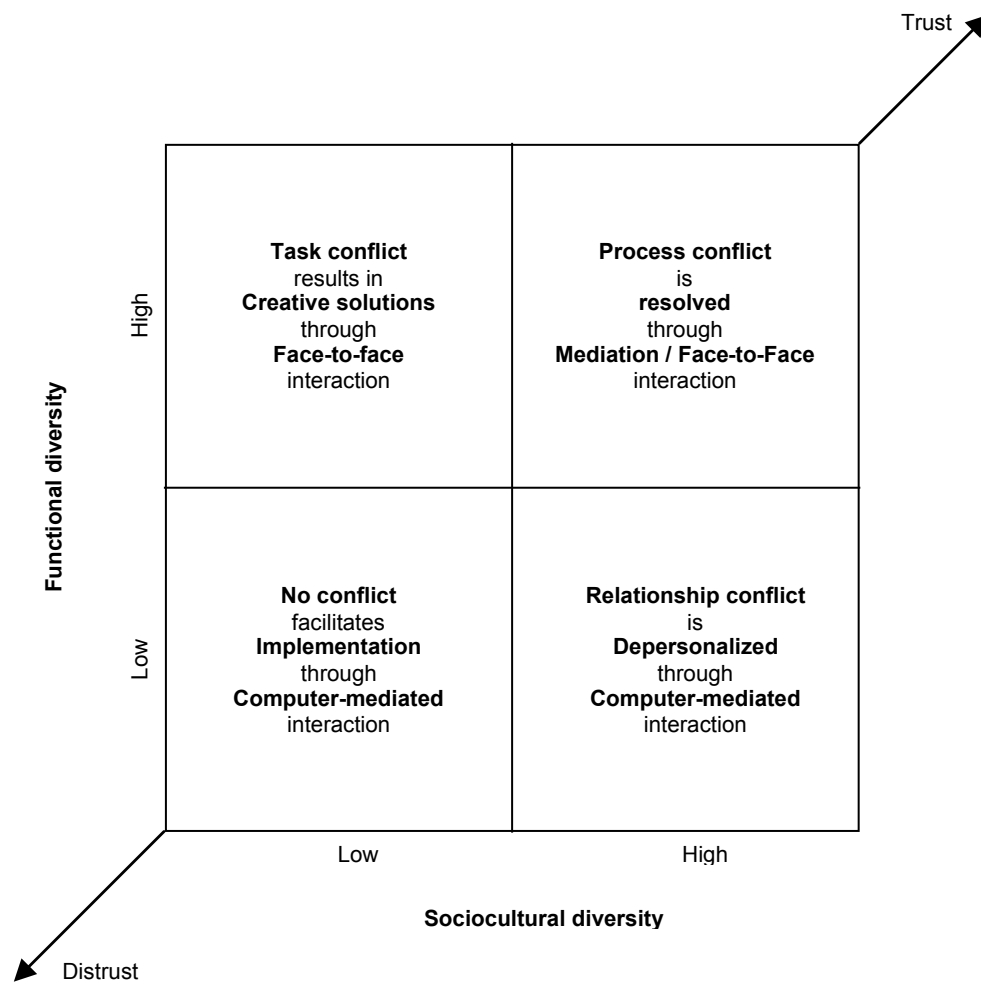 Trust
Task conflict
results in
Creative solutions
through
Face-to-face
interaction
Process conflict
is
resolved
through
Mediation / Face-to-Face
interaction
High
Functional diversity
No conflict
facilitates
Implementation
through
Computer-mediated
interaction
Relationship conflict
is
Depersonalized
through
Computer-mediated
interaction
Low
Low
High
Sociocultural diversity
Distrust